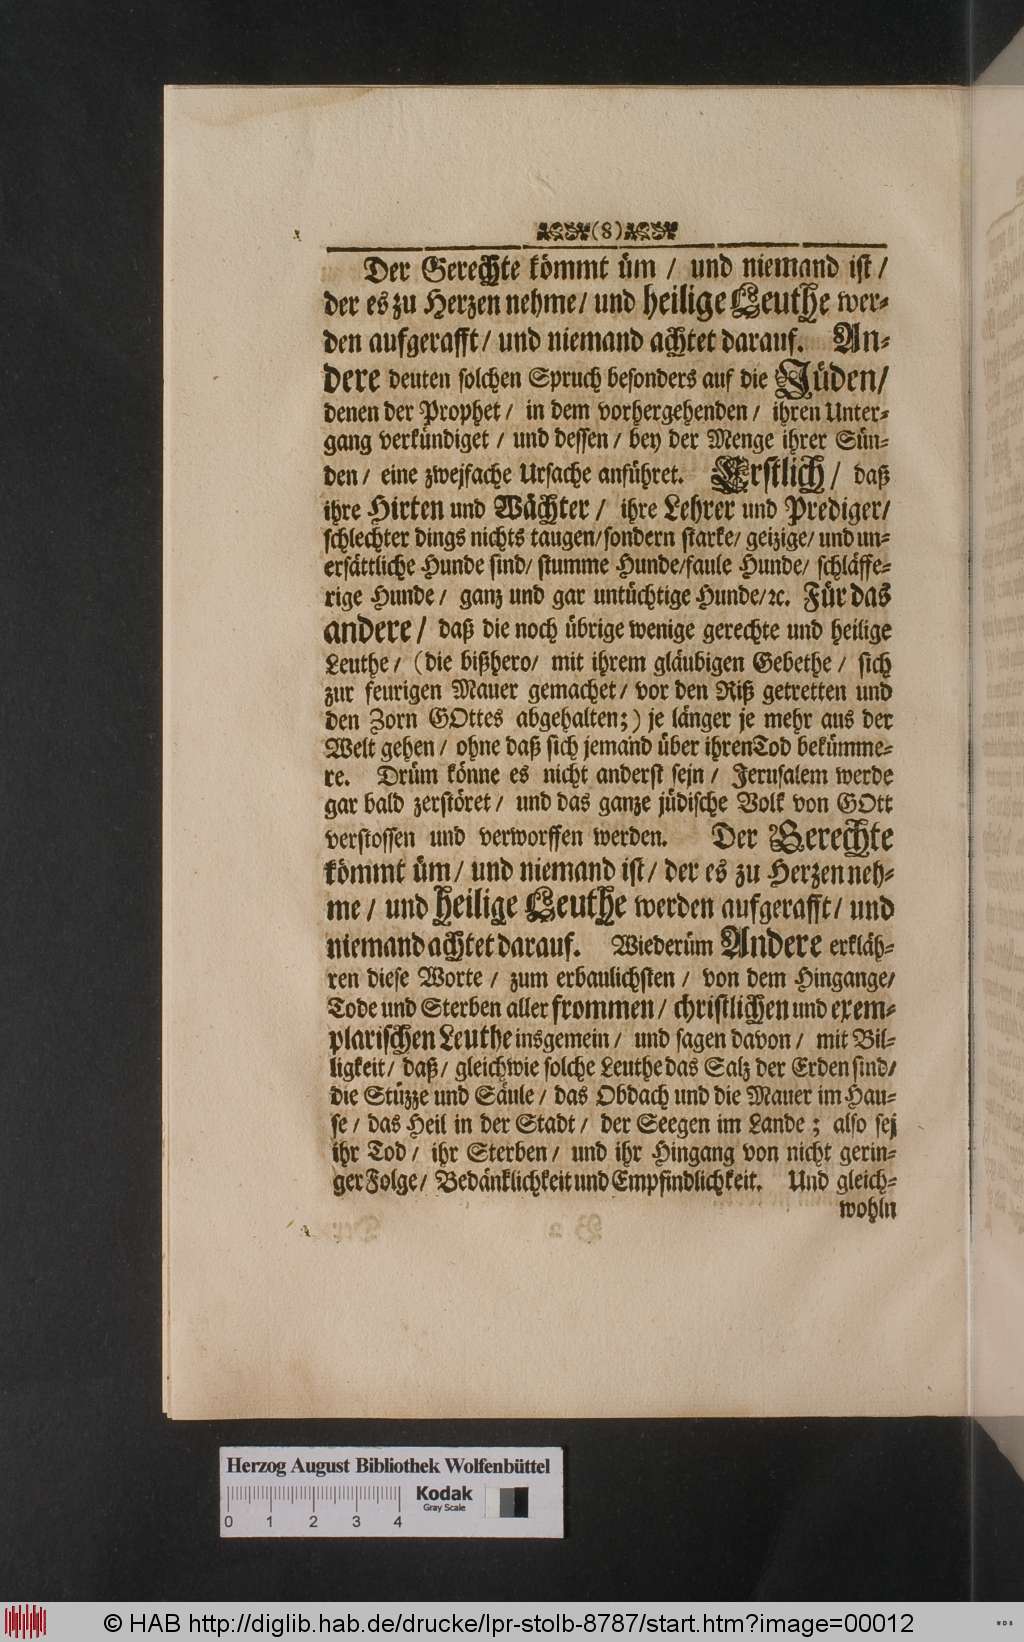 (8)
Der Gerechte kömmt üm / und niemand ist /
der es zu Herzen nehme / und heilige Leuthe wer-
den aufgerafft / und niemand achtet darauf. An-
dere deuten solchen Spruch besonders auf die Jüden /
denen der Prophet / in dem vorhergehenden / ihren Unter-
gang verkündiget / und dessen / bey der Menge ihrer Sün-
den / eine zwejfache Ursache anführet. Erstlich / daß
ihre Hirten und Wächter / ihre Lehrer und Prediger /
schlechter dings nichts taugen / sondern starke / geizige / und un-
ersättliche Hunde sind / stumme Hunde / faule Hunde / schläffe-
rige Hunde / ganz und gar untüchtige Hunde / ꝛc. Für das
andere / daß die noch übrige wenige gerechte und heilige
Leuthe / (die bißhero / mit ihrem gläubigen Gebethe / sich
zur feurigen Mauer gemachet / vor den Riß getretten und
den Zorn GOttes abgehalten;) je länger je mehr aus der
Welt gehen / ohne daß sich jemand über ihren Tod bekümme-
re. Drüm könne es nicht anderst sejn / Jerusalem werde
gar bald zerstöret / und das ganze jüdische Volk von GOtt
verstossen und verworffen werden. Der Gerechte
kömmt üm / und niemand ist / der es zu Herzen neh-
me / und heilige Leuthe werden aufgerafft / und
niemand achtet darauf. Wiederüm Andere erkläh-
ren diese Worte / zum erbaulichsten / von dem Hingange /
Tode und Sterben aller frommen / christlichen und exem-
plarischen Leuthe insgemein / und sagen davon / mit Bil-
ligkeit / daß / gleichwie solche Leuthe das Salz der Erden sind /
die Stüzze und Säule / das Obdach und die Mauer im Hau-
se / das Heil in der Stadt / der Seegen im Lande ; also sej
ihr Tod / ihr Sterben / und ihr Hingang von nicht gerin-
ger Folge / Bedänklichkeit und Empfindlichkeit. Und gleich-
wohln
Herzog August Bibliothek Wolfenbüttel
Kodak
Gray Scale
0 1 2 3 4
© HAB http://diglib.hab.de/drucke/lpr-stolb-8787/start.htm?image=00012